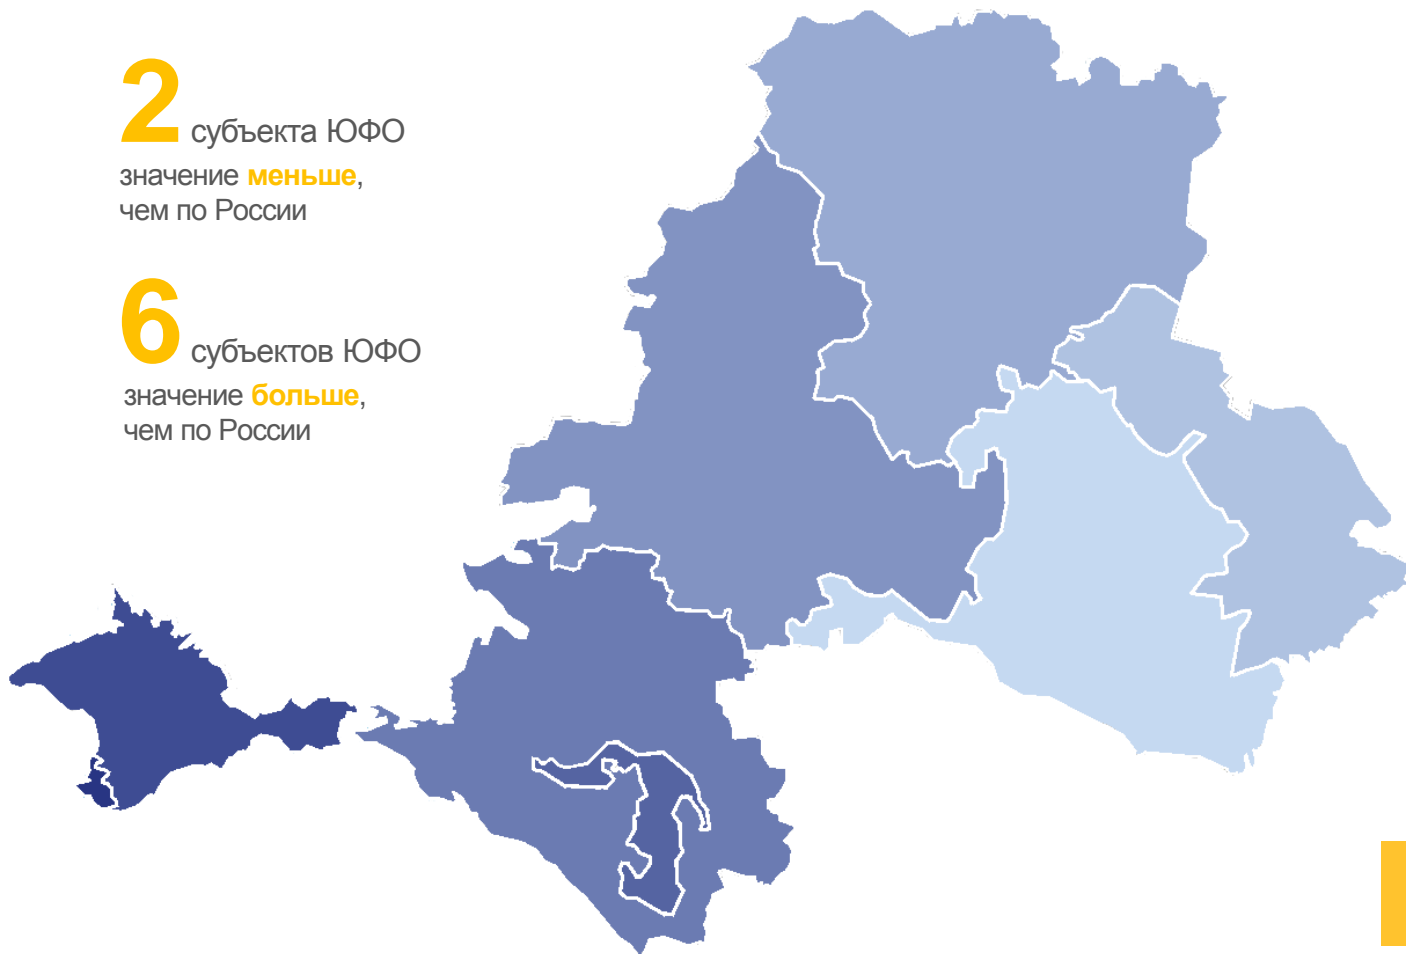 2 субъекта ЮФО
значение меньше,
чем по России
6 субъектов ЮФО
значение больше,
чем по России